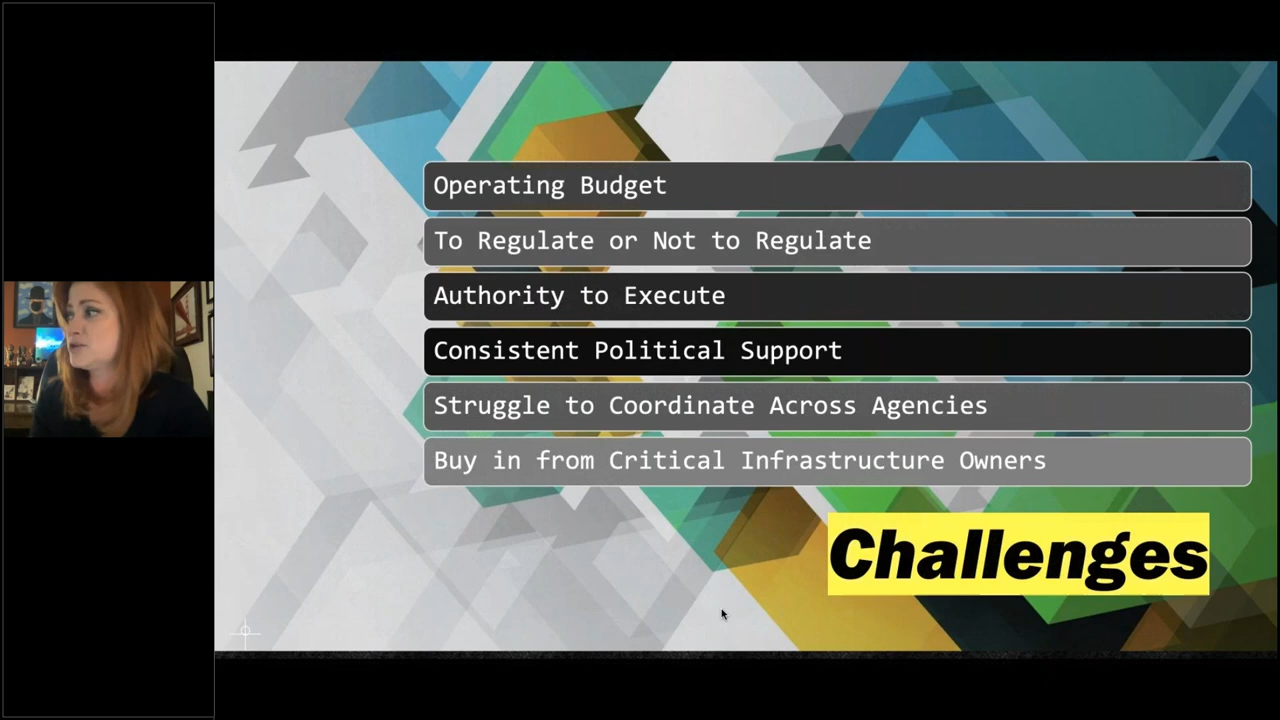 Operating Budget
To Regulate or Not to Regulate
Authority to Execute
Consistent Political Support
Struggle to Coordinate Across Agencies
Buy in from Critical Infrastructure Owners
Challenges